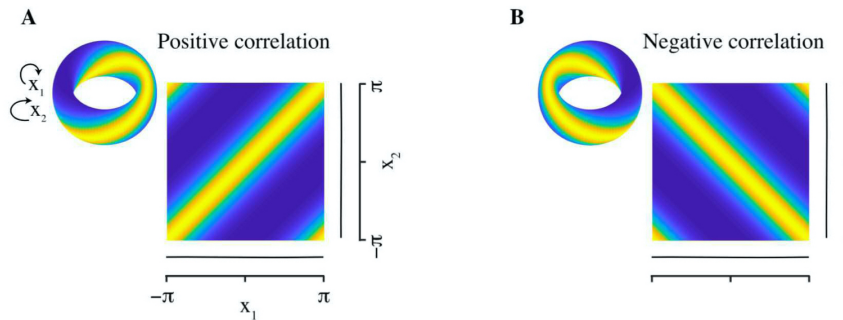 A
Positive correlation
x₁
x₂
π
x₂
−π
−π
π
x₁
B
Negative correlation